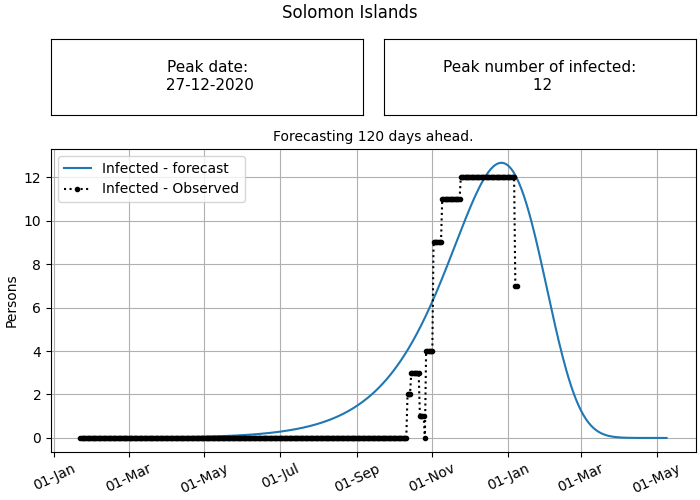 Solomon Islands
Peak date:
27-12-2020
Peak number of infected:
12
Forecasting 120 days ahead.
Infected - forecast
Infected - Observed
12
10
8
6
4
2
0
Persons
01-Jan
01-Mar
01-May
01-Jul
01-Sep
01-Nov
01-Jan
01-Mar
01-May